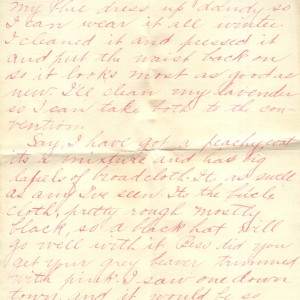 my blue dress up dandy so
I can wear it all winter.
I cleaned it and pressed it
and put the waist back on
so it looks most as good as
new. I'll clean my lavender
so I can take both to the con-
vention.
Say, I have got a peachy coat
its a mixture and has big
lapels of broadcloth. It is swell
as any I've seen. Its the
cloth, pretty rough mostly
black, so a black hat will
go well with it. Bess did you
get your grey beaver trimmed
with pink. I saw one down
town and it would be so